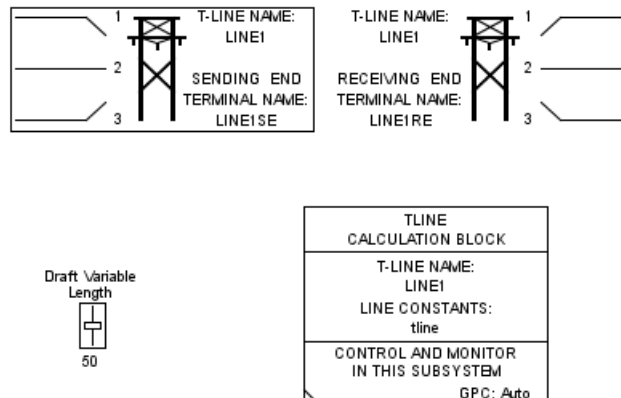 1 T-LINE NAME:
LINE1
2
SENDING END
TERMINAL NAME:
3 LINE1SE
T-LINE NAME: 1
LINE1
2
RECEIVING END
TERMINAL NAME:
LINE1RE 3
TLINE
CALCULATION BLOCK
T-LINE NAME:
LINE1
LINE CONSTANTS:
tline
CONTROL AND MONITOR
IN THIS SUBSYSTEM
GPC: Auto
Draft Variable
Length
50